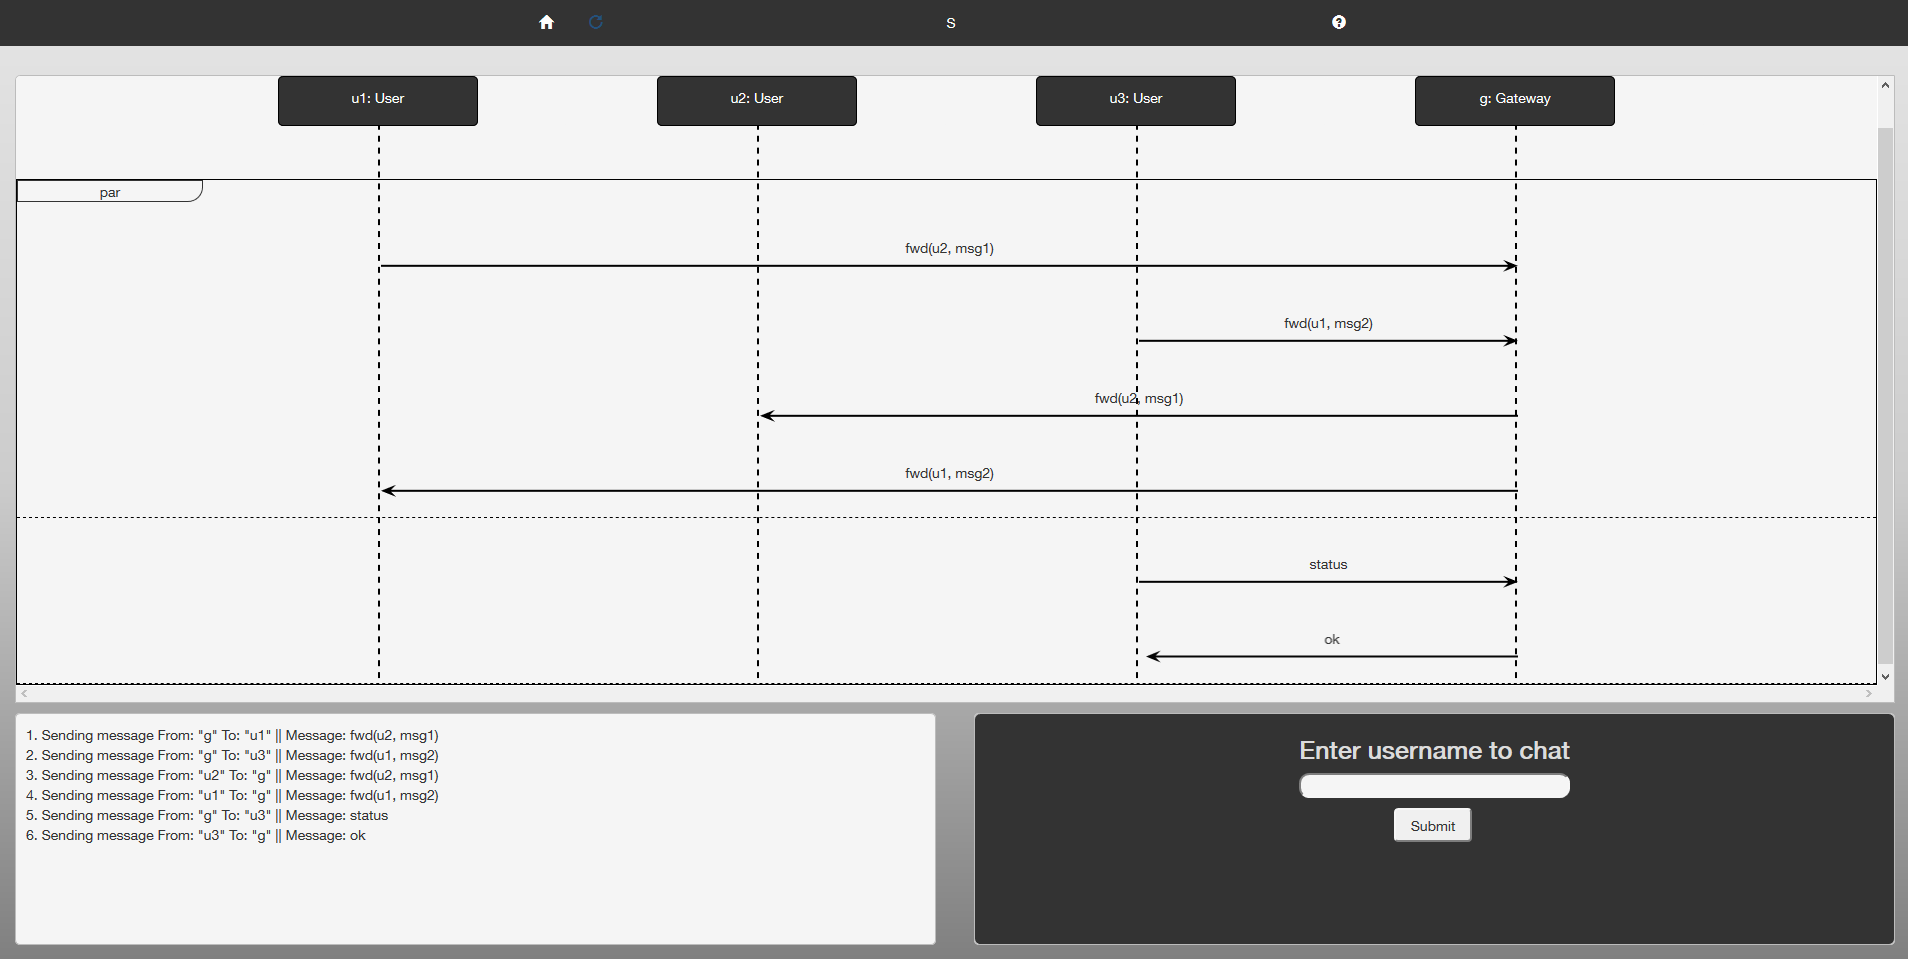 S
u1: User
u2: User
u3: User
g: Gateway
par
fwd(u2, msg1)
fwd(u1, msg2)
fwd(u2, msg1)
fwd(u1, msg2)
status
ok
1. Sending message From: "g" To: "u1" || Message: fwd(u2, msg1)
2. Sending message From: "g" To: "u3" || Message: fwd(u1, msg2)
3. Sending message From: "u2" To: "g" || Message: fwd(u2, msg1)
4. Sending message From: "u1" To: "g" || Message: fwd(u1, msg2)
5. Sending message From: "g" To: "u3" || Message: status
6. Sending message From: "u3" To: "g" || Message: ok
Enter username to chat
Submit